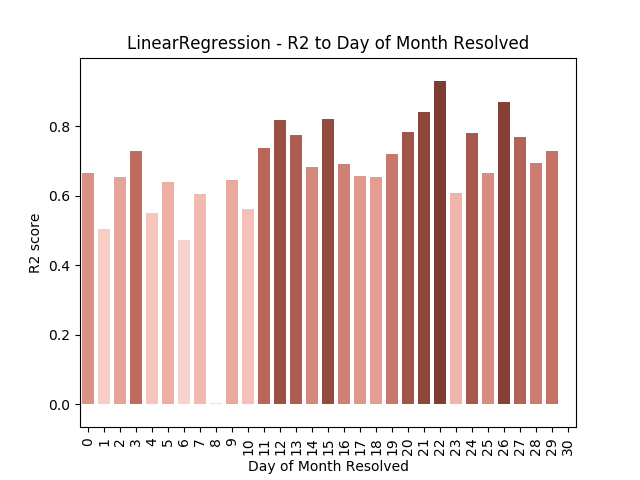 LinearRegression - R2 to Day of Month Resolved
R2 score
0.8
0.6
0.4
0.2
0.0
0 1 2 3 4 5 6 7 8 9 10 11 12 13 14 15 16 17 18 19 20 21 22 23 24 25 26 27 28 29 30
Day of Month Resolved